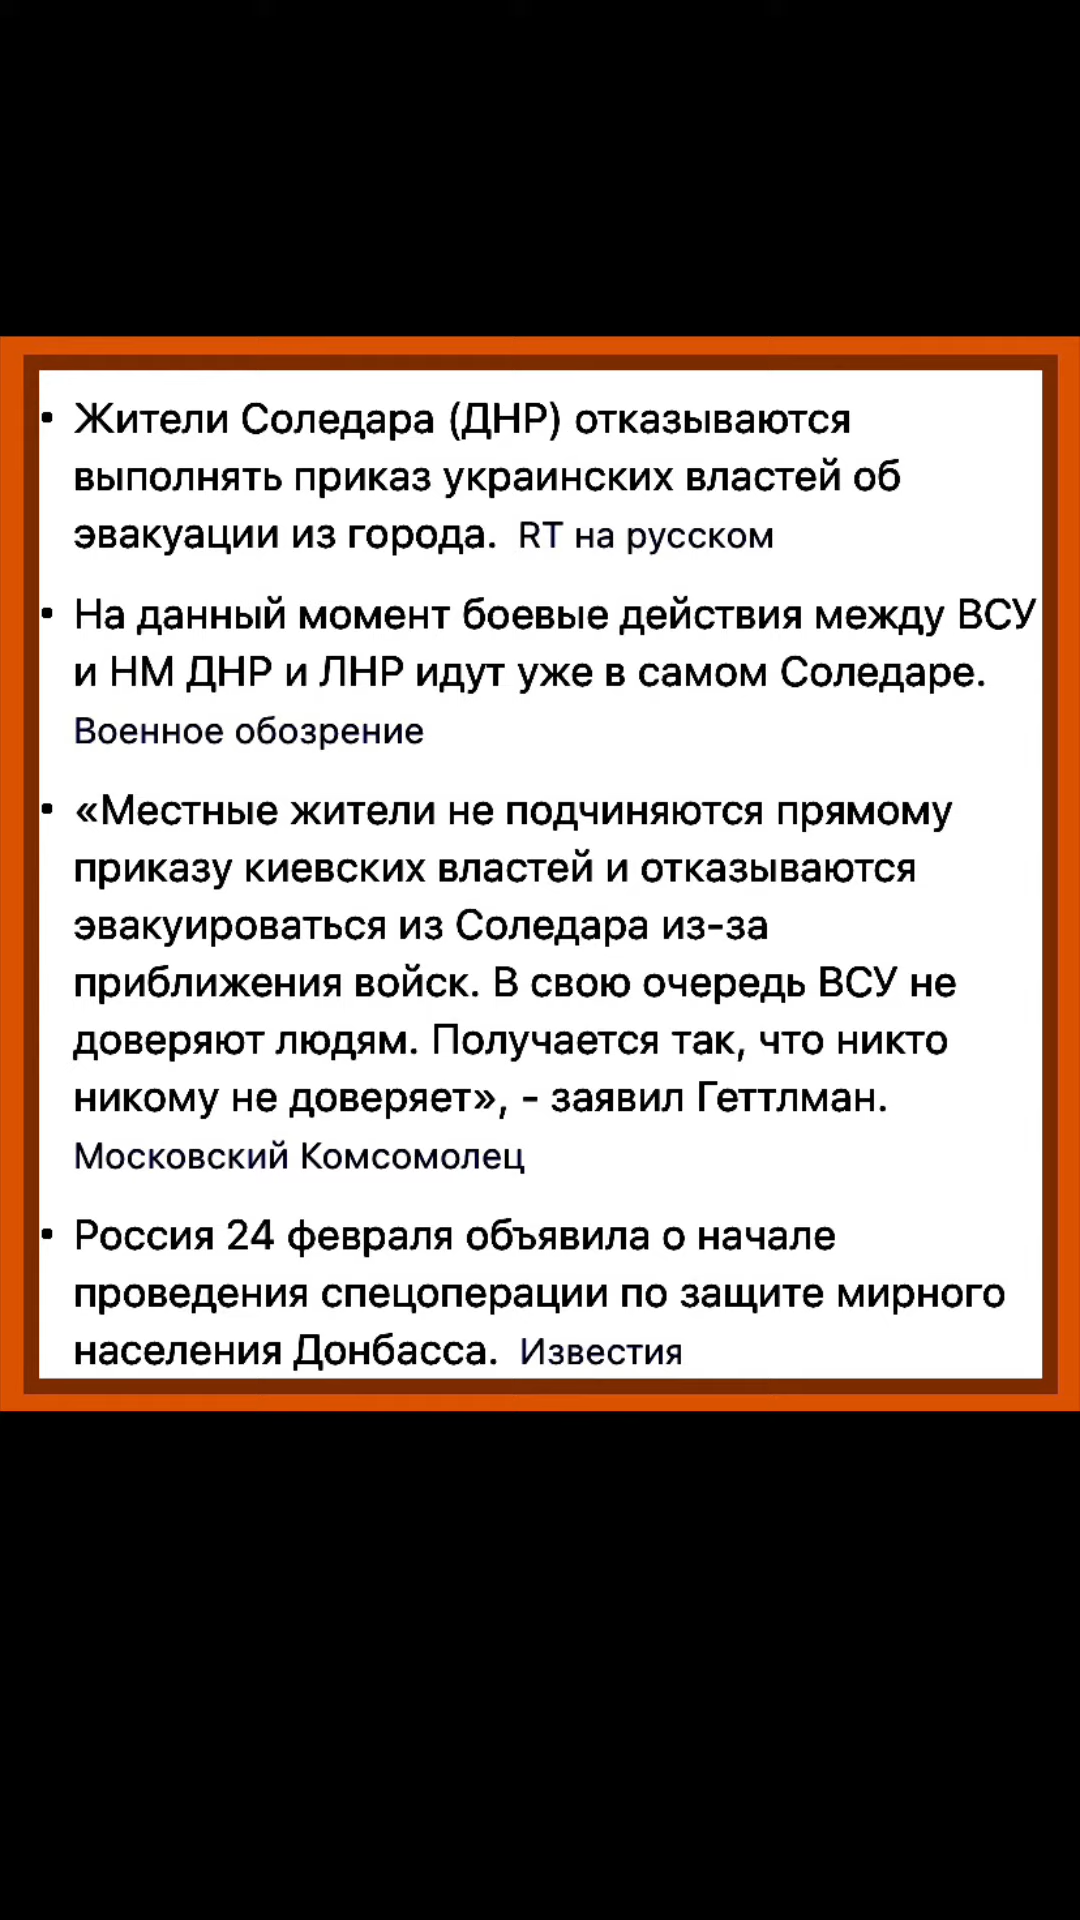 • Жители Соледара (ДНР) отказываются
выполнять приказ украинских властей об
эвакуации из города. RT на русском
• На данный момент боевые действия между ВСУ
и НМ ДНР и ЛНР идут уже в самом Соледаре.
Военное обозрение
• «Местные жители не подчиняются прямому
приказу киевских властей и отказываются
эвакуироваться из Соледара из-за
приближения войск. В свою очередь ВСУ не
доверяют людям. Получается так, что никто
никому не доверяет», - заявил Геттлман.
Московский Комсомолец
• Россия 24 февраля объявила о начале
проведения спецоперации по защите мирного
населения Донбасса. Известия